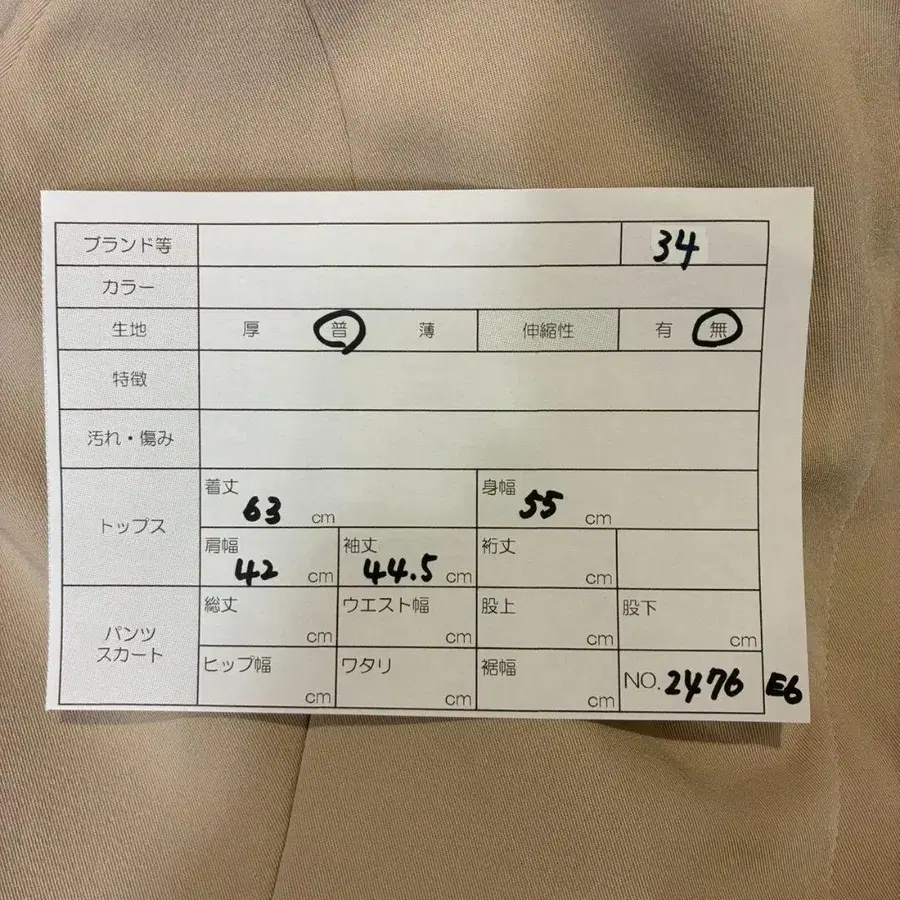 ブランド等 34
カラー
生地 厚 普 薄 伸縮性 有 無
特徴
汚れ・傷み
トップス
着丈 63 cm 身幅 55 cm
肩幅 42 cm 袖丈 44.5 cm 裄丈 cm
パンツ
スカート
総丈 cm ウエスト幅 cm 股上 cm 股下 cm
ヒップ幅 cm ワタリ cm 裾幅 cm NO. 2476 E6